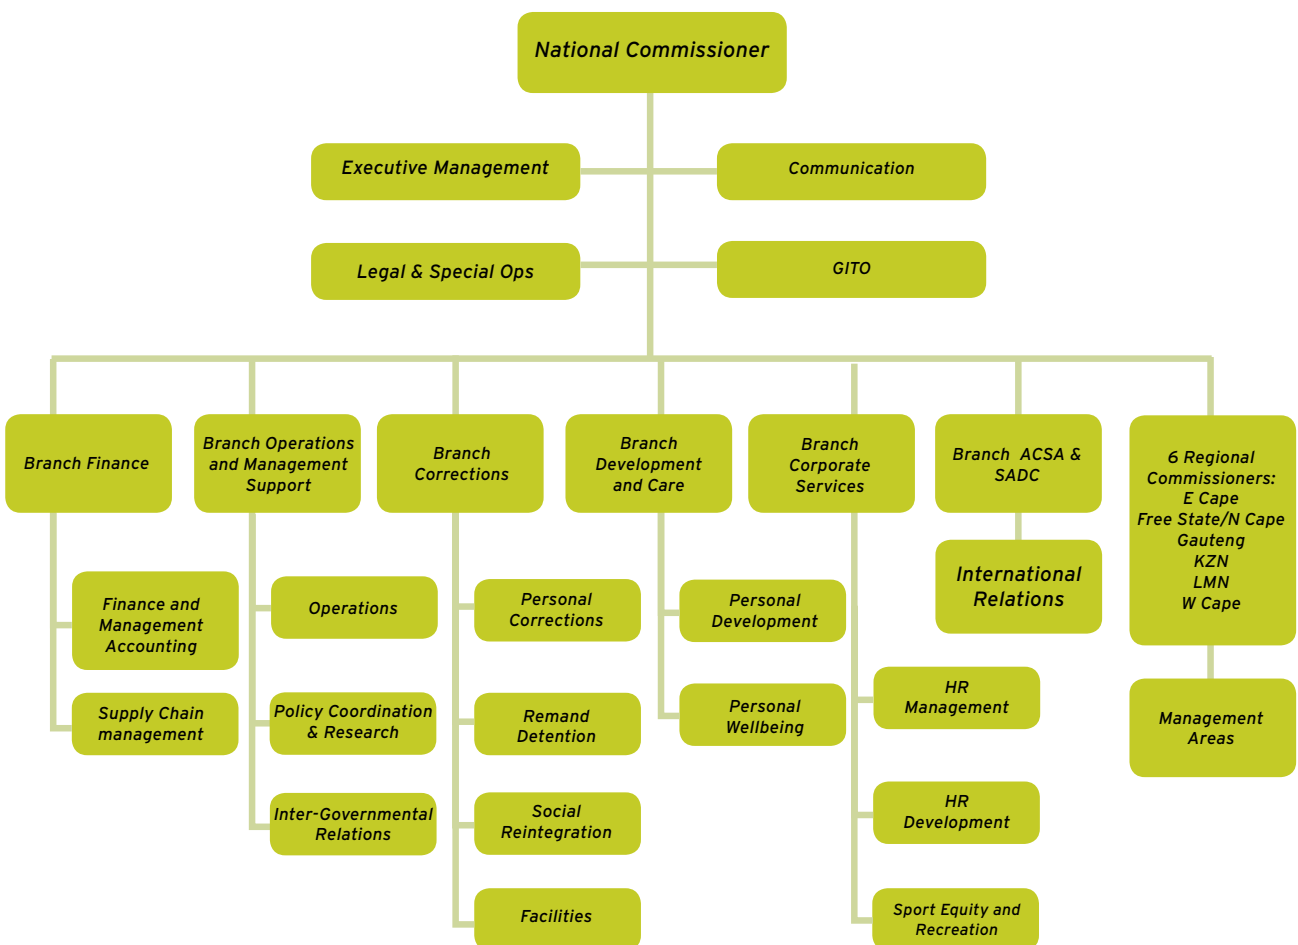 National Commissioner
Executive Management
Communication
Legal & Special Ops
GITO
Branch Finance
Branch Operations
and Management
Support
Branch
Corrections
Branch
Development
and Care
Branch
Corporate
Services
Branch ACSA &
SADC
6 Regional
Commissioners:
E Cape
Free State/N Cape
Gauteng
KZN
LMN
W Cape
Finance and
Management
Accounting
Supply Chain
management
Operations
Policy Coordination
& Research
Inter-Governmental
Relations
Personal
Corrections
Remand
Detention
Social
Reintegration
Facilities
Personal
Development
Personal
Wellbeing
HR
Management
HR
Development
Sport Equity and
Recreation
International
Relations
Management
Areas